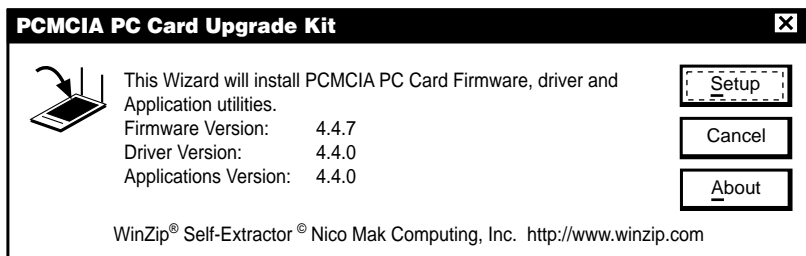 PCMCIA PC Card Upgrade Kit
This Wizard will install PCMCIA PC Card Firmware, driver and
Application utilities.
Firmware Version: 4.4.7
Driver Version: 4.4.0
Applications Version: 4.4.0
Setup
Cancel
About
WinZip® Self-Extractor © Nico Mak Computing, Inc. http://www.winzip.com